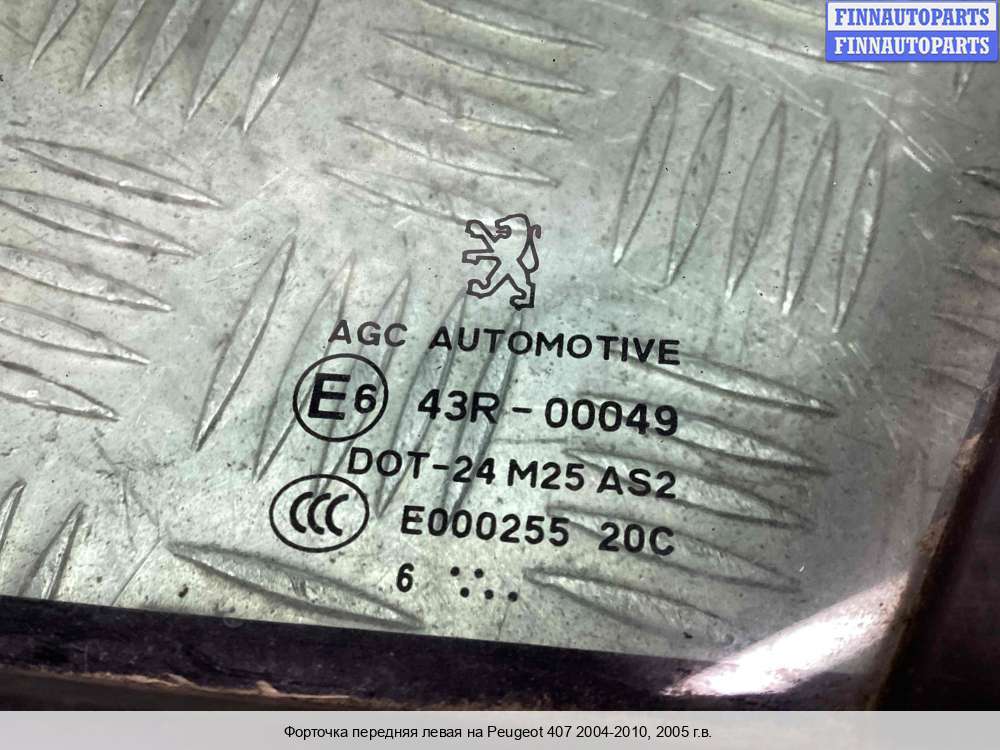 FINNAUTOPARTS
FINNAUTOPARTS
AGC AUTOMOTIVE
E6 43R-00049
DOT-24 M25 AS2
CCC E000255 20C
6
Форточка передняя левая на Peugeot 407 2004-2010, 2005 г.в.